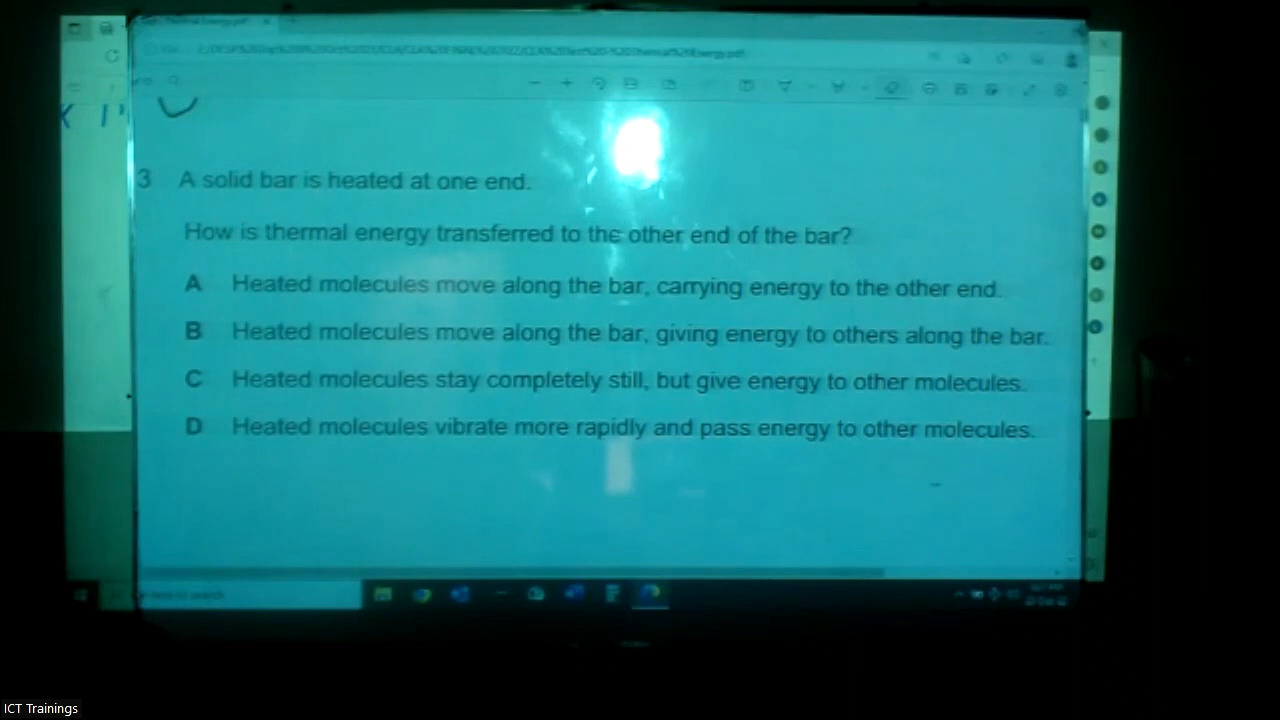 3 A solid bar is heated at one end.
How is thermal energy transferred to the other end of the bar?
A Heated molecules move along the bar, carrying energy to the other end.
B Heated molecules move along the bar, giving energy to others along the bar.
C Heated molecules stay completely still, but give energy to other molecules.
D Heated molecules vibrate more rapidly and pass energy to other molecules.
ICT Trainings